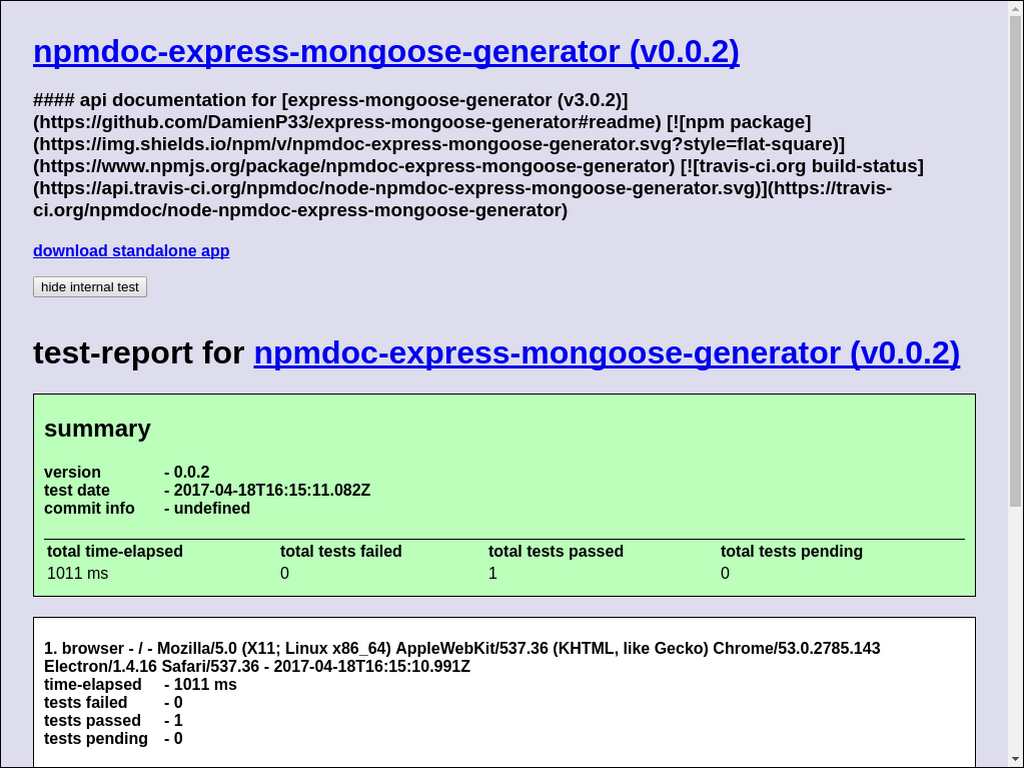 npmdoc-express-mongoose-generator (v0.0.2)
#### api documentation for [express-mongoose-generator (v3.0.2)]
(https://github.com/DamienP33/express-mongoose-generator#readme) [![npm package]
(https://img.shields.io/npm/v/npmdoc-express-mongoose-generator.svg?style=flat-square)]
(https://www.npmjs.org/package/npmdoc-express-mongoose-generator) [![travis-ci.org build-status]
(https://api.travis-ci.org/npmdoc/node-npmdoc-express-mongoose-generator.svg)](https://travis-
ci.org/npmdoc/node-npmdoc-express-mongoose-generator)
download standalone app
hide internal test
test-report for npmdoc-express-mongoose-generator (v0.0.2)
summary
version - 0.0.2
test date - 2017-04-18T16:15:11.082Z
commit info - undefined
total time-elapsed total tests failed total tests passed total tests pending
1011 ms 0 1 0
1. browser - / - Mozilla/5.0 (X11; Linux x86_64) AppleWebKit/537.36 (KHTML, like Gecko) Chrome/53.0.2785.143
Electron/1.4.16 Safari/537.36 - 2017-04-18T16:15:10.991Z
time-elapsed - 1011 ms
tests failed - 0
tests passed - 1
tests pending - 0